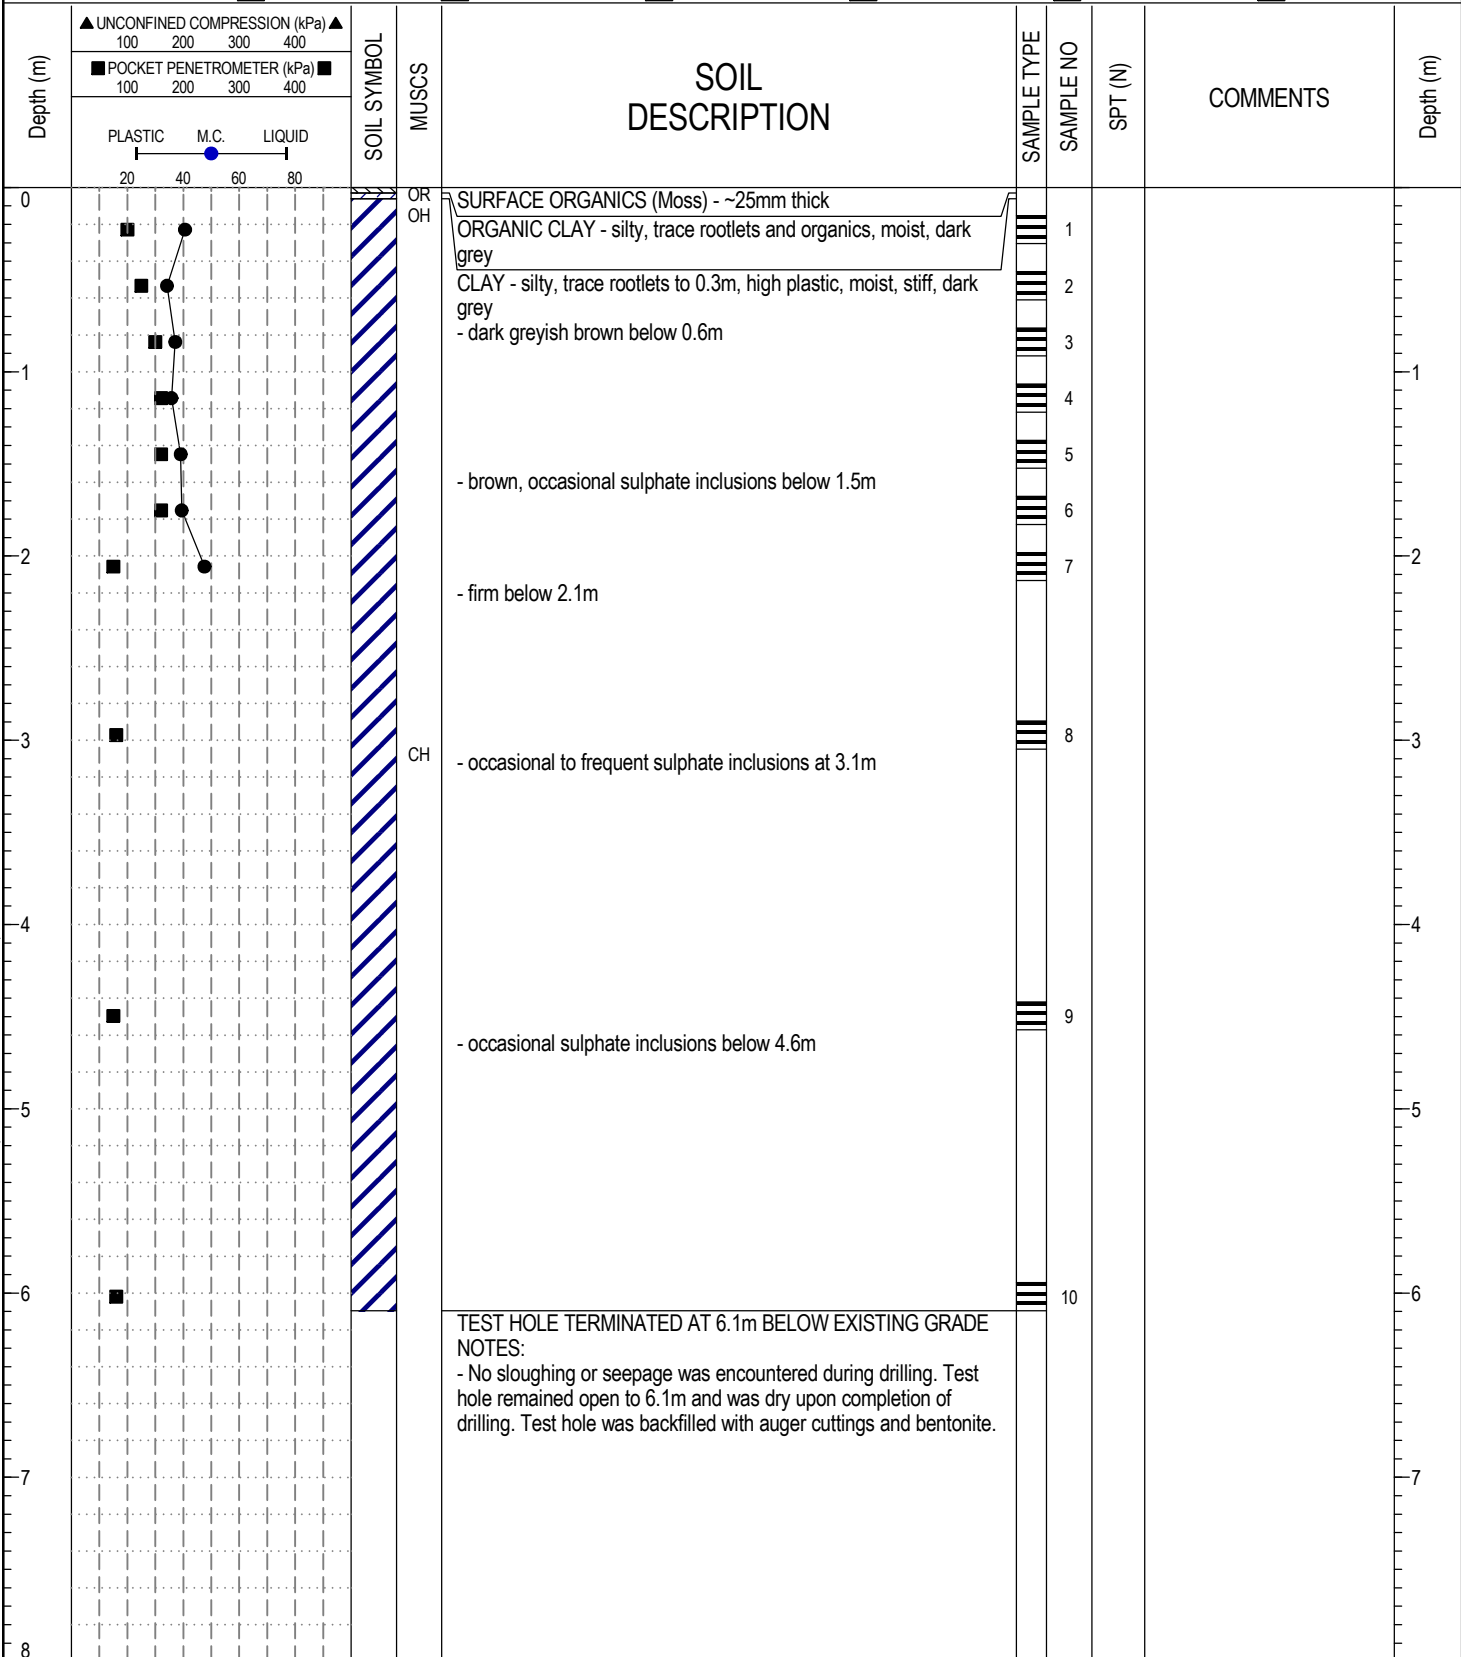 ▲ UNCONFINED COMPRESSION (kPa) ▲
100 200 300 400
■ POCKET PENETROMETER (kPa) ■
100 200 300 400
PLASTIC M.C. LIQUID
20 40 60 80
Depth (m)
SOIL SYMBOL
MUSCS
SOIL
DESCRIPTION
SAMPLE TYPE
SAMPLE NO
SPT (N)
COMMENTS
Depth (m)
0
OR
SURFACE ORGANICS (Moss) - ~25mm thick
OH
ORGANIC CLAY - silty, trace rootlets and organics, moist, dark
grey
1
CLAY - silty, trace rootlets to 0.3m, high plastic, moist, stiff, dark
grey
2
- dark greyish brown below 0.6m
3
1
4
1
5
- brown, occasional sulphate inclusions below 1.5m
6
2
7
2
- firm below 2.1m
3
8
3
CH
- occasional to frequent sulphate inclusions at 3.1m
4
4
9
- occasional sulphate inclusions below 4.6m
5
5
6
10
6
TEST HOLE TERMINATED AT 6.1m BELOW EXISTING GRADE
NOTES:
- No sloughing or seepage was encountered during drilling. Test
hole remained open to 6.1m and was dry upon completion of
drilling. Test hole was backfilled with auger cuttings and bentonite.
7
7
8